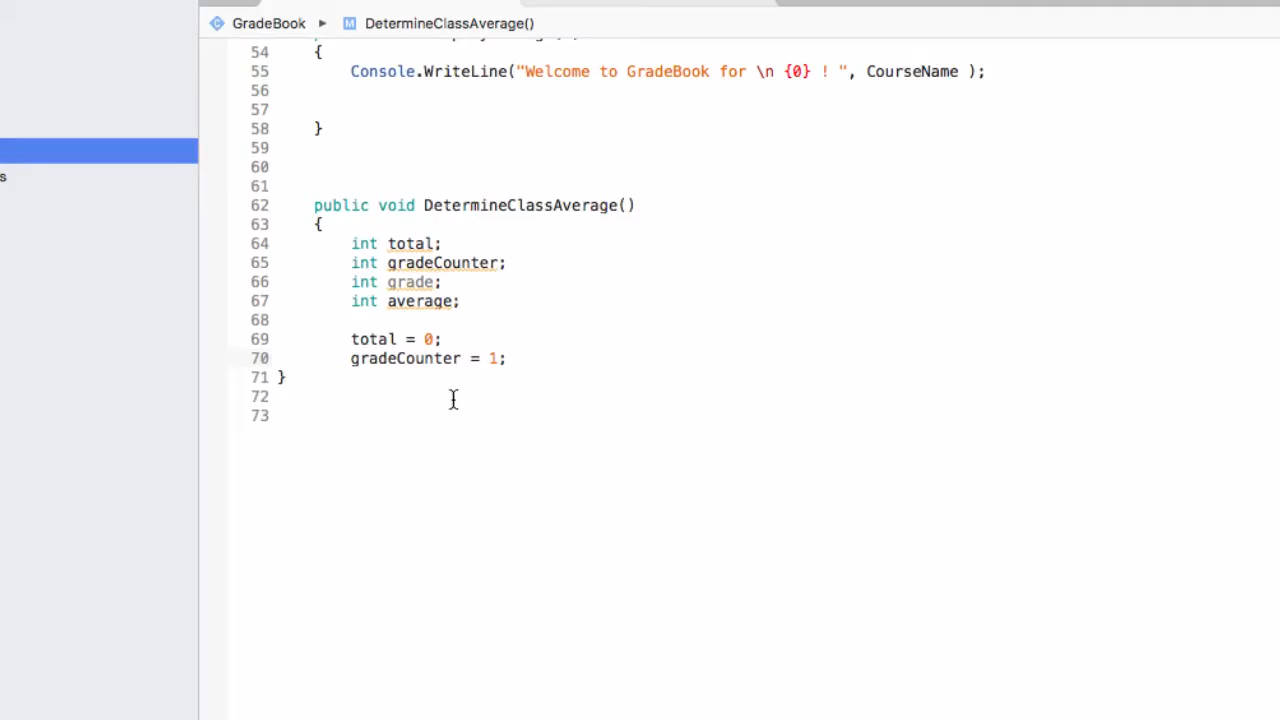 GradeBook ▸ M DetermineClassAverage()
54 {
55 Console.WriteLine("Welcome to GradeBook for \n {0} ! ", CourseName );
56
57
58 }
59
60
61
62 public void DetermineClassAverage()
63 {
64 int total;
65 int gradeCounter;
66 int grade;
67 int average;
68
69 total = 0;
70 gradeCounter = 1;
71 }
72
73
s